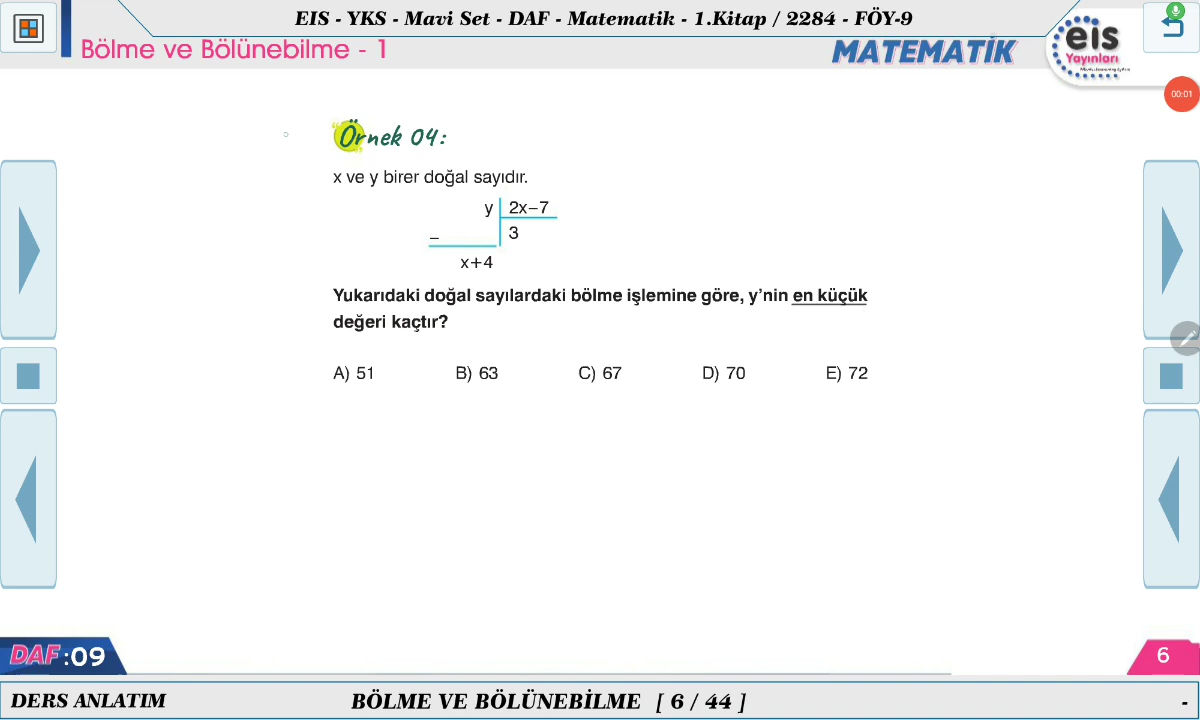 EIS - YKS - Mavi Set - DAF - Matematik - 1.Kitap / 2284 - FÖY-9
Bölme ve Bölünebilme - 1
MATEMATİK
eis
Yayınları
00:01
Örnek 04:
x ve y birer doğal sayıdır.
y 2x−7
− 3
x+4
Yukarıdaki doğal sayılardaki bölme işlemine göre, y’nin en küçük
değeri kaçtır?
A) 51 B) 63 C) 67 D) 70 E) 72
DAF:09
6
DERS ANLATIM BÖLME VE BÖLÜNEBİLME [ 6 / 44 ] -